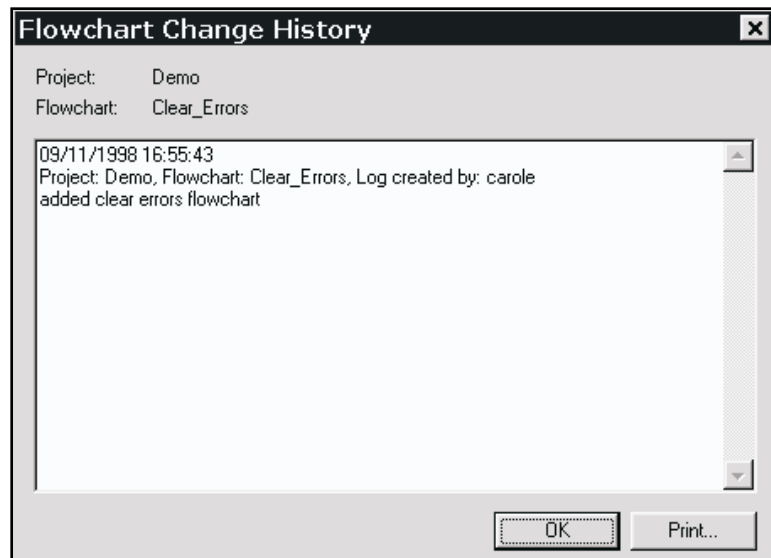 Flowchart Change History
Project: Demo
Flowchart: Clear_Errors
09/11/1998 16:55:43
Project: Demo, Flowchart: Clear_Errors, Log created by: carole
added clear errors flowchart
OK Print...